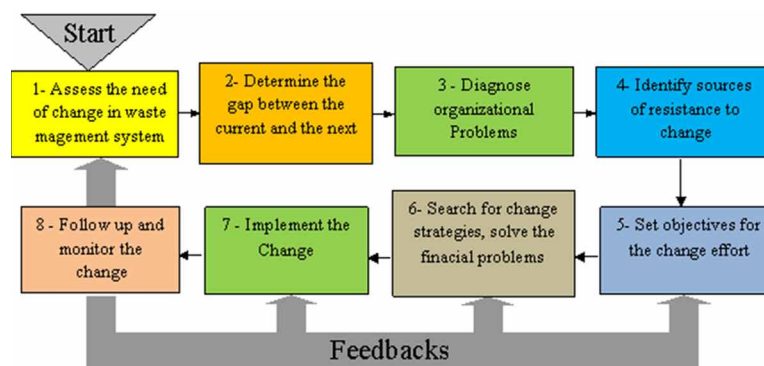 Start
1- Assess the need
of change in waste
magement system
2- Determine the
gap between the
current and the next
3 - Diagnose
organizational
Problems
4- Identify sources
of resistance to
change
8 - Follow up and
monitor the
change
7 - Implement the
Change
6- Search for change
strategies, solve the
finacial problems
5- Set objectives for
the change effort
Feedbacks